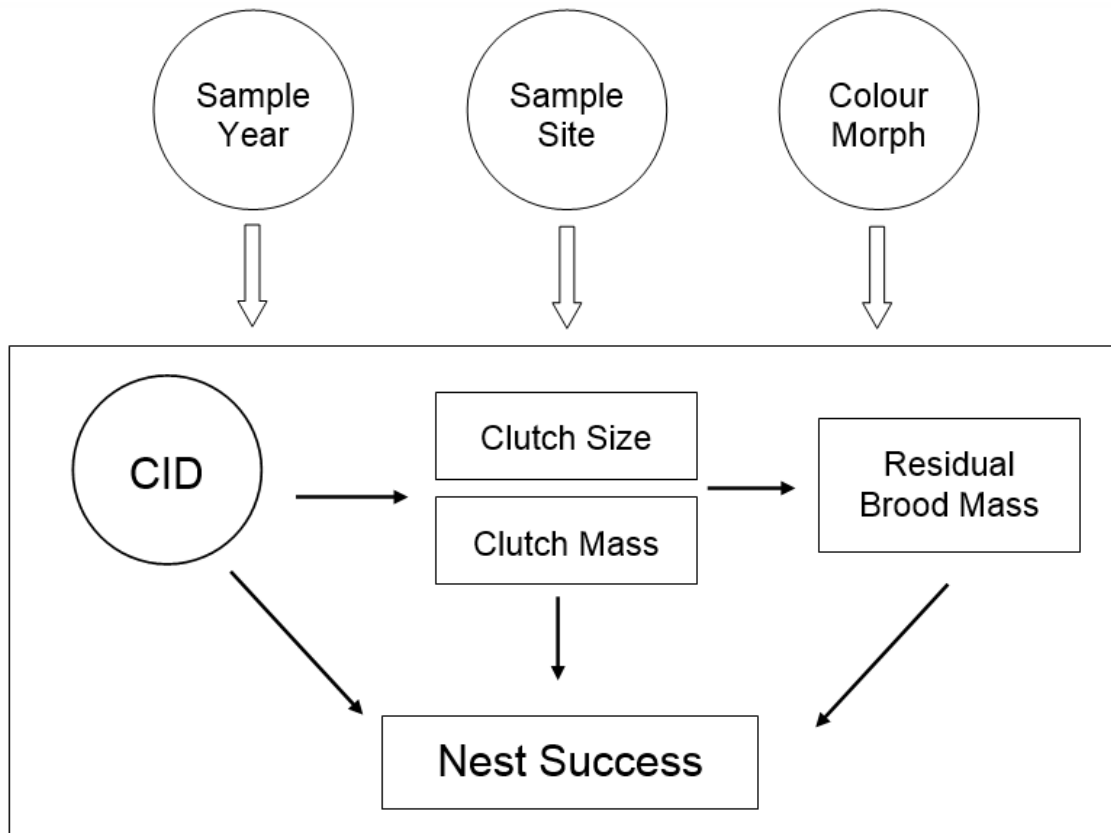 Sample
Year
Sample
Site
Colour
Morph
CID
Clutch Size
Clutch Mass
Residual
Brood Mass
Nest Success